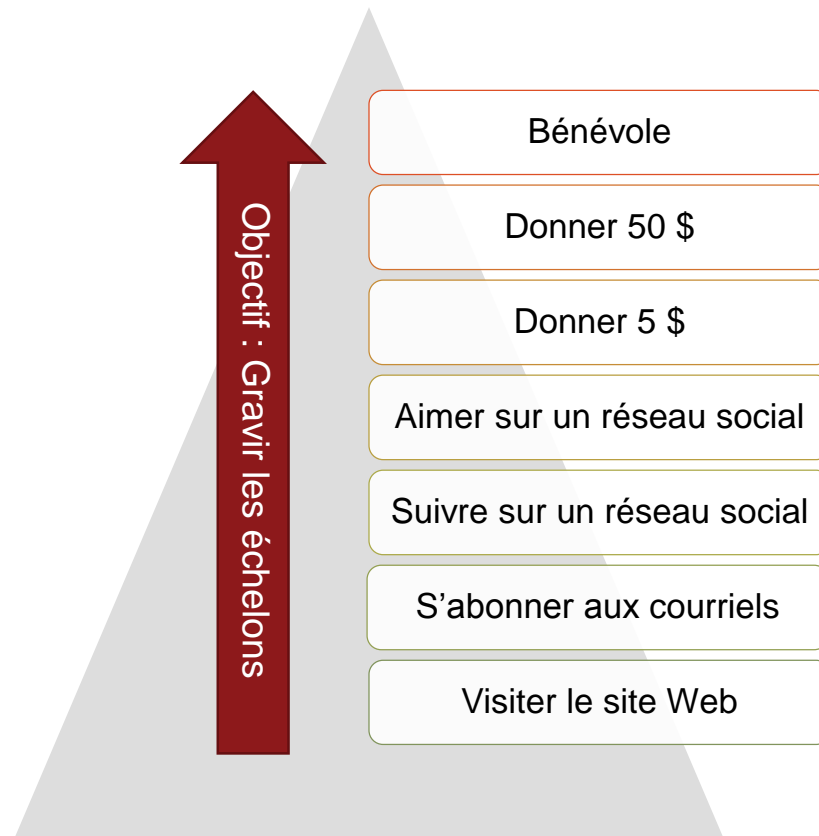 Bénévole
Donner 50 $
Donner 5 $
Aimer sur un réseau social
Suivre sur un réseau social
S’abonner aux courriels
Visiter le site Web
Objectif : Gravir les échelons